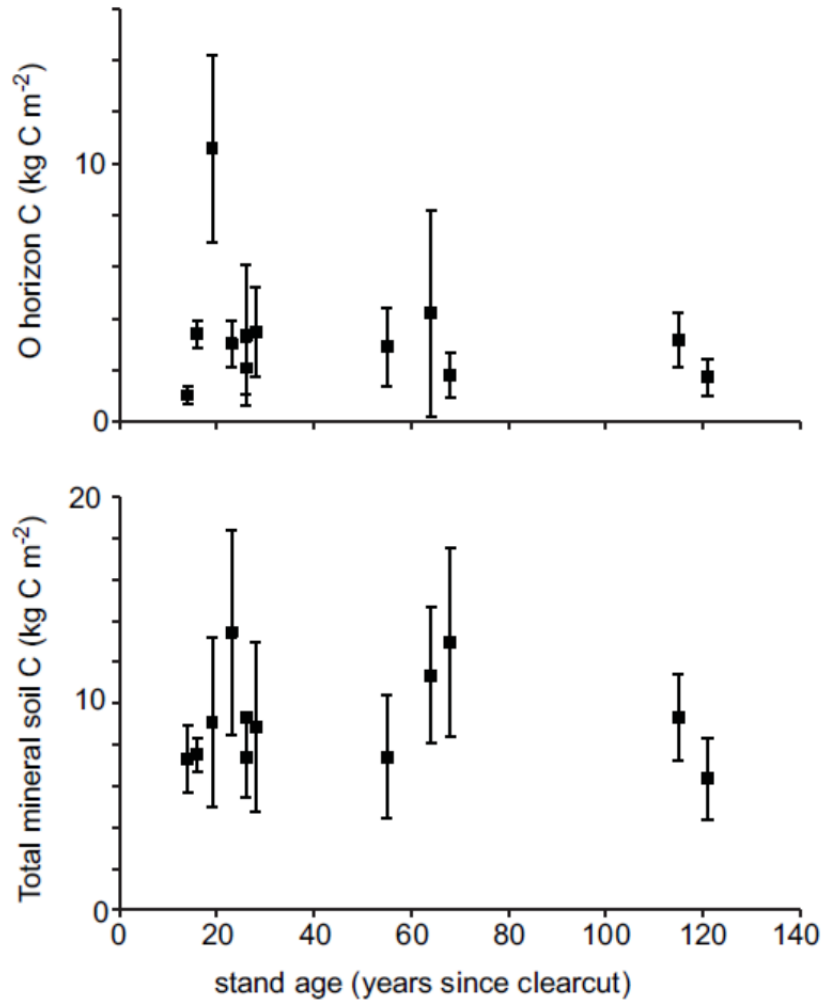 O horizon C (kg C m-2)
10
0
Total mineral soil C (kg C m-2)
20
10
0
0 20 40 60 80 100 120 140
stand age (years since clearcut)